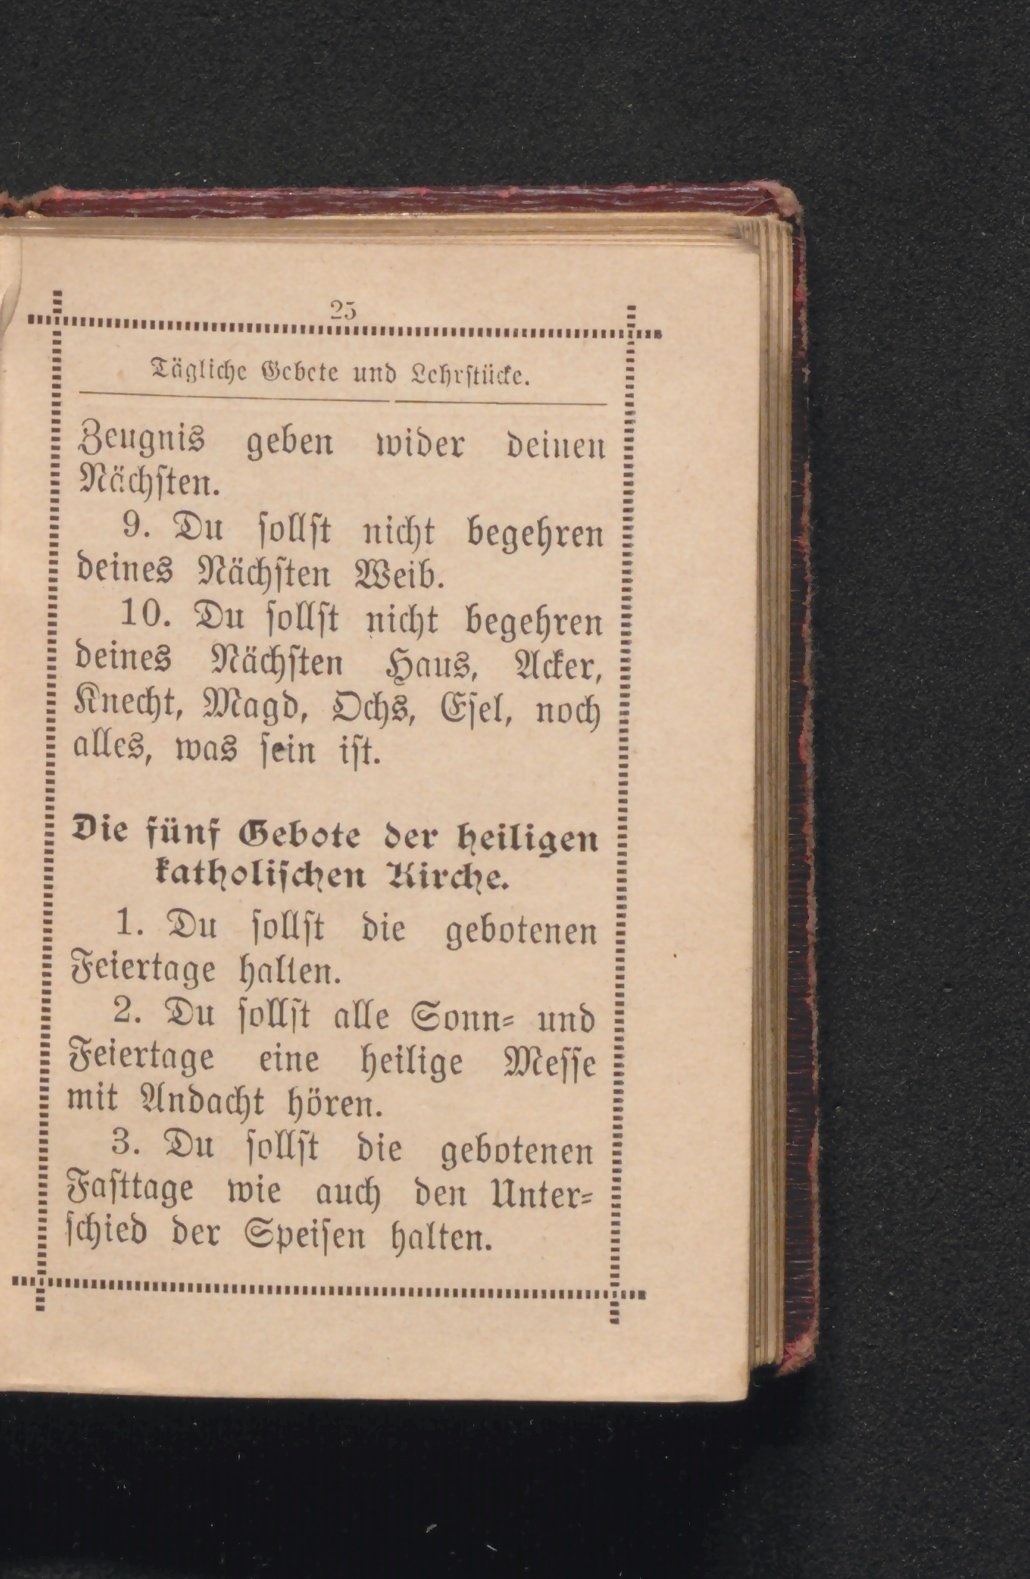 25
Tägliche Gebete und Lehrstücke.
Zeugnis geben wider deinen
Nächsten.
9. Du sollst nicht begehren
deines Nächsten Weib.
10. Du sollst nicht begehren
deines Nächsten Haus, Acker,
Knecht, Magd, Ochs, Esel, noch
alles, was sein ist.
Die fünf Gebote der heiligen
katholischen Kirche.
1. Du sollst die gebotenen
Feiertage halten.
2. Du sollst alle Sonn- und
Feiertage eine heilige Messe
mit Andacht hören.
3. Du sollst die gebotenen
Fasttage wie auch den Unter-
schied der Speisen halten.